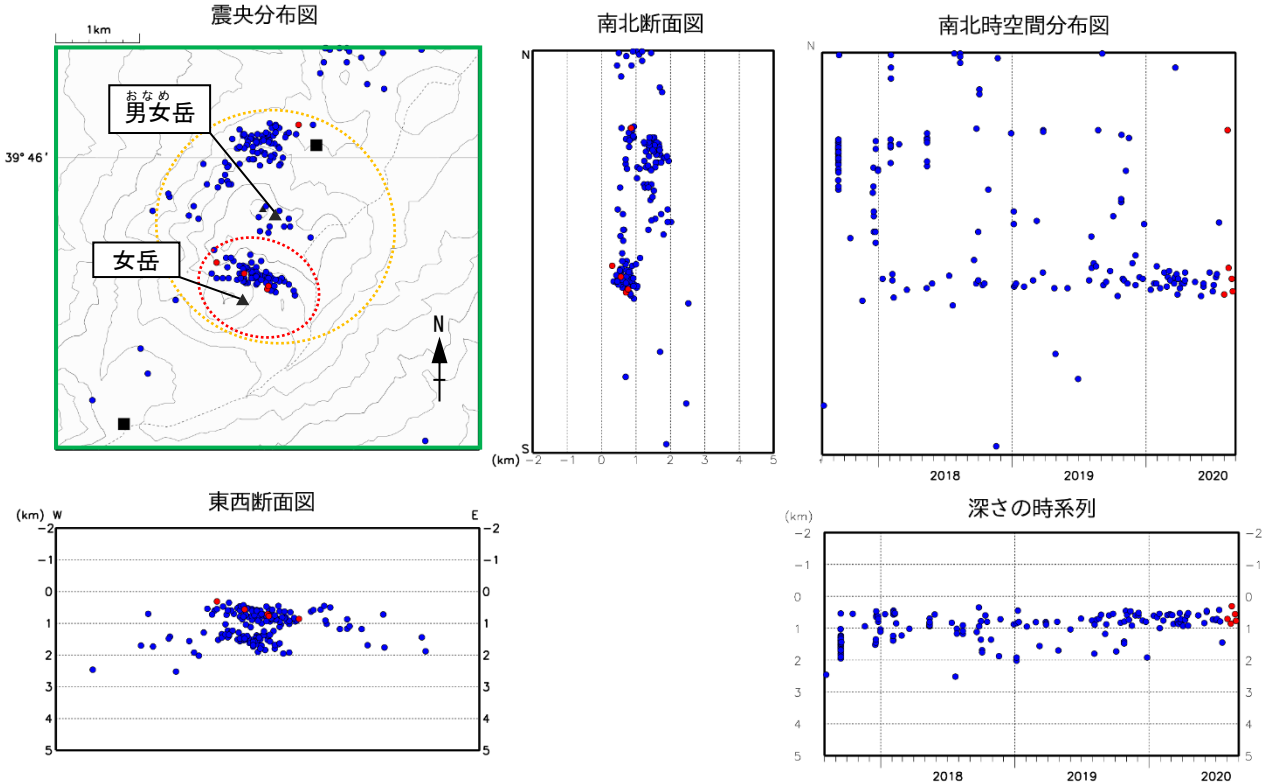 震央分布図
1km
おなめ
男女岳
39°46’
女岳
N
南北断面図
N
S
(km)
-2 -1 0 1 2 3 4 5
南北時空間分布図
N
2018 2019 2020
東西断面図
(km) W E
-2 -2
-1 -1
0 0
1 1
2 2
3 3
4 4
5 5
深さの時系列
(km)
-2 -2
-1 -1
0 0
1 1
2 2
3 3
4 4
5 5
2018 2019 2020